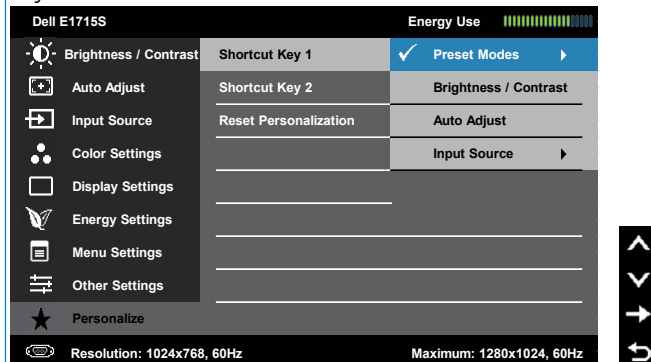 Dell E1715S Energy Use
Brightness / Contrast Shortcut Key 1 Preset Modes
Auto Adjust Shortcut Key 2 Brightness / Contrast
Input Source Reset Personalization Auto Adjust
Color Settings Input Source
Display Settings
Energy Settings
Menu Settings
Other Settings
Personalize
Resolution: 1024x768, 60Hz Maximum: 1280x1024, 60Hz